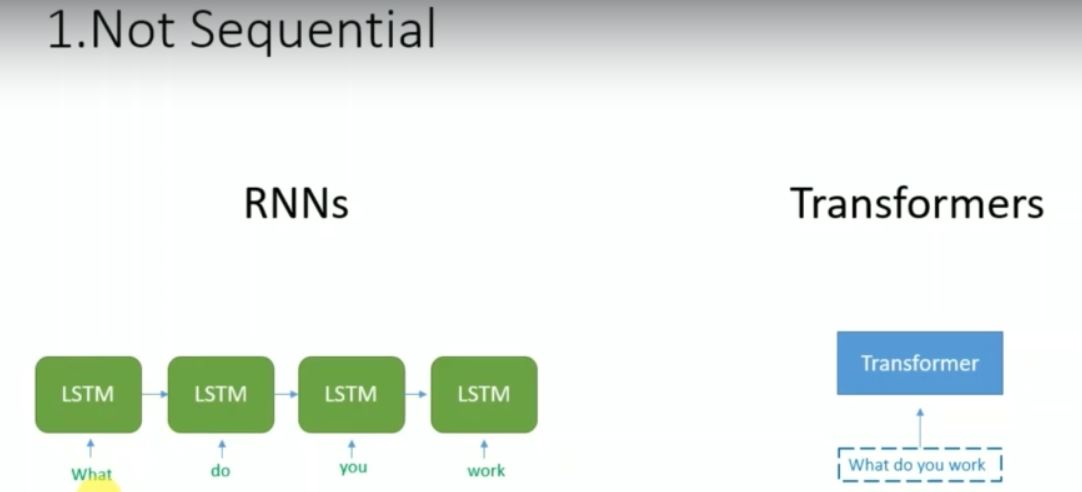 1.Not Sequential
RNNs
Transformers
LSTM
LSTM
LSTM
LSTM
What
do
you
work
Transformer
What do you work